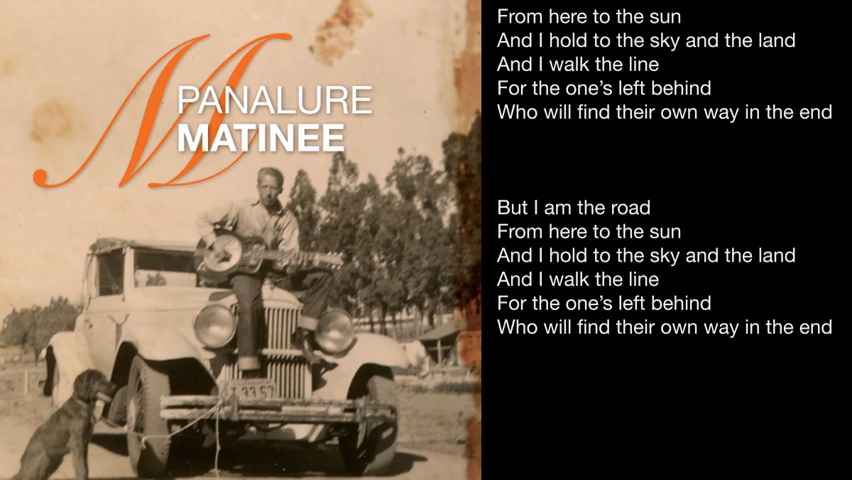 M
PANALURE
MATINEE
From here to the sun
And I hold to the sky and the land
And I walk the line
For the one’s left behind
Who will find their own way in the end
But I am the road
From here to the sun
And I hold to the sky and the land
And I walk the line
For the one’s left behind
Who will find their own way in the end